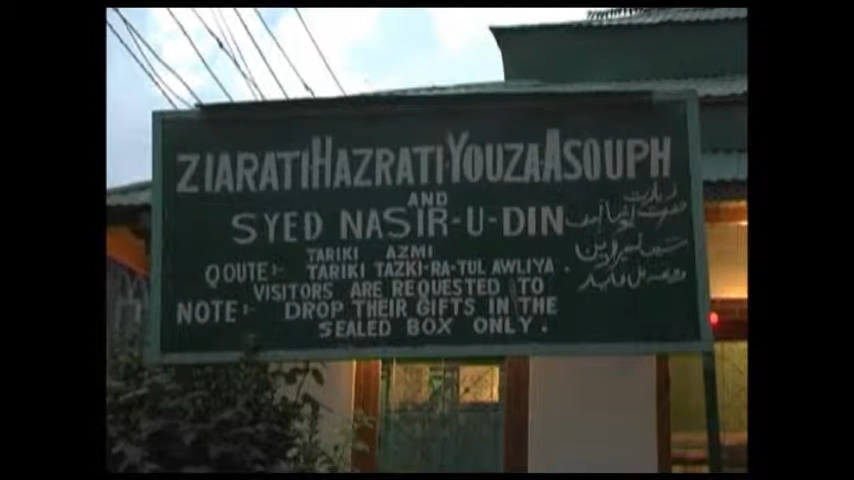 ZIARATI·HAZRATI·YOUZA·ASOUPH
AND
SYED NASIR-U-DIN
TARIKI AZMI
QOUTE:- TARIKI TAZKI-RA-TUL AWLIYA.
VISITORS ARE REQUESTED TO
NOTE:- DROP THEIR GIFTS IN THE
SEALED BOX ONLY.
زیارت